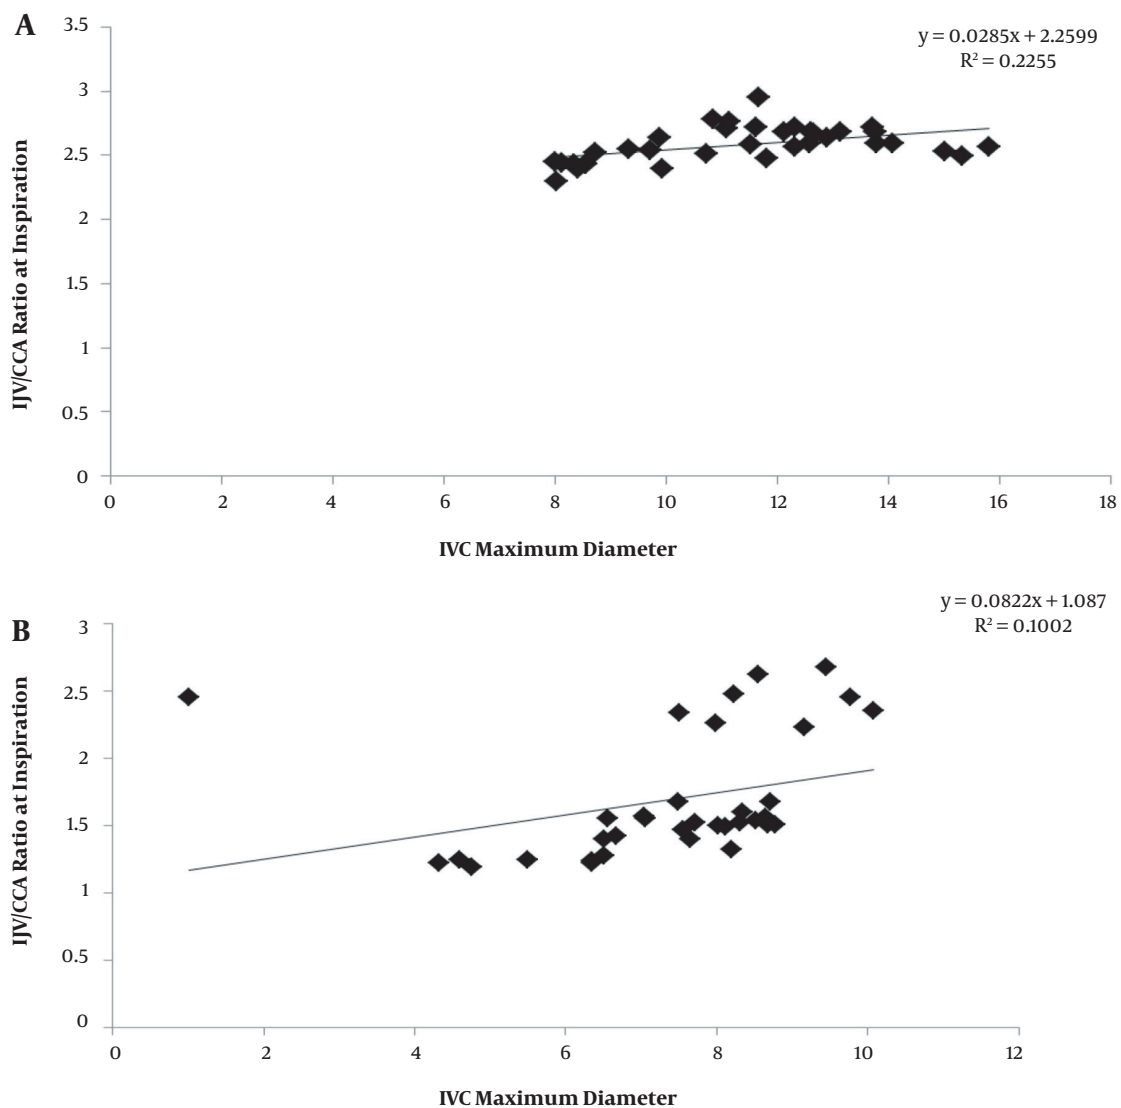 A
y = 0.0285x + 2.2599
R² = 0.2255
3.5
3
2.5
2
1.5
1
0.5
0
IJV/CCA Ratio at Inspiration
0 2 4 6 8 10 12 14 16 18
IVC Maximum Diameter
B
y = 0.0822x + 1.087
R² = 0.1002
3
2.5
2
1.5
1
0.5
0
IJV/CCA Ratio at Inspiration
0 2 4 6 8 10 12
IVC Maximum Diameter